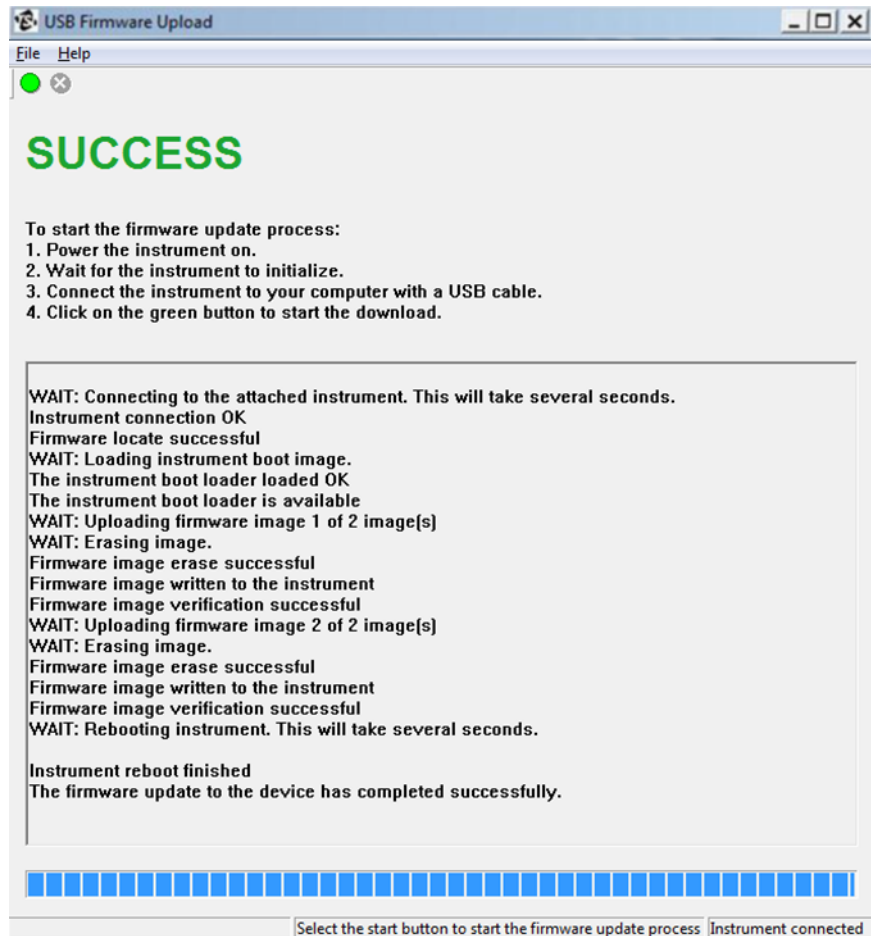 USB Firmware Upload
File Help
SUCCESS
To start the firmware update process:
1. Power the instrument on.
2. Wait for the instrument to initialize.
3. Connect the instrument to your computer with a USB cable.
4. Click on the green button to start the download.
WAIT: Connecting to the attached instrument. This will take several seconds.
Instrument connection OK
Firmware locate successful
WAIT: Loading instrument boot image.
The instrument boot loader loaded OK
The instrument boot loader is available
WAIT: Uploading firmware image 1 of 2 image(s)
WAIT: Erasing image.
Firmware image erase successful
Firmware image written to the instrument
Firmware image verification successful
WAIT: Uploading firmware image 2 of 2 image(s)
WAIT: Erasing image.
Firmware image erase successful
Firmware image written to the instrument
Firmware image verification successful
WAIT: Rebooting instrument. This will take several seconds.
Instrument reboot finished
The firmware update to the device has completed successfully.
Select the start button to start the firmware update process Instrument connected